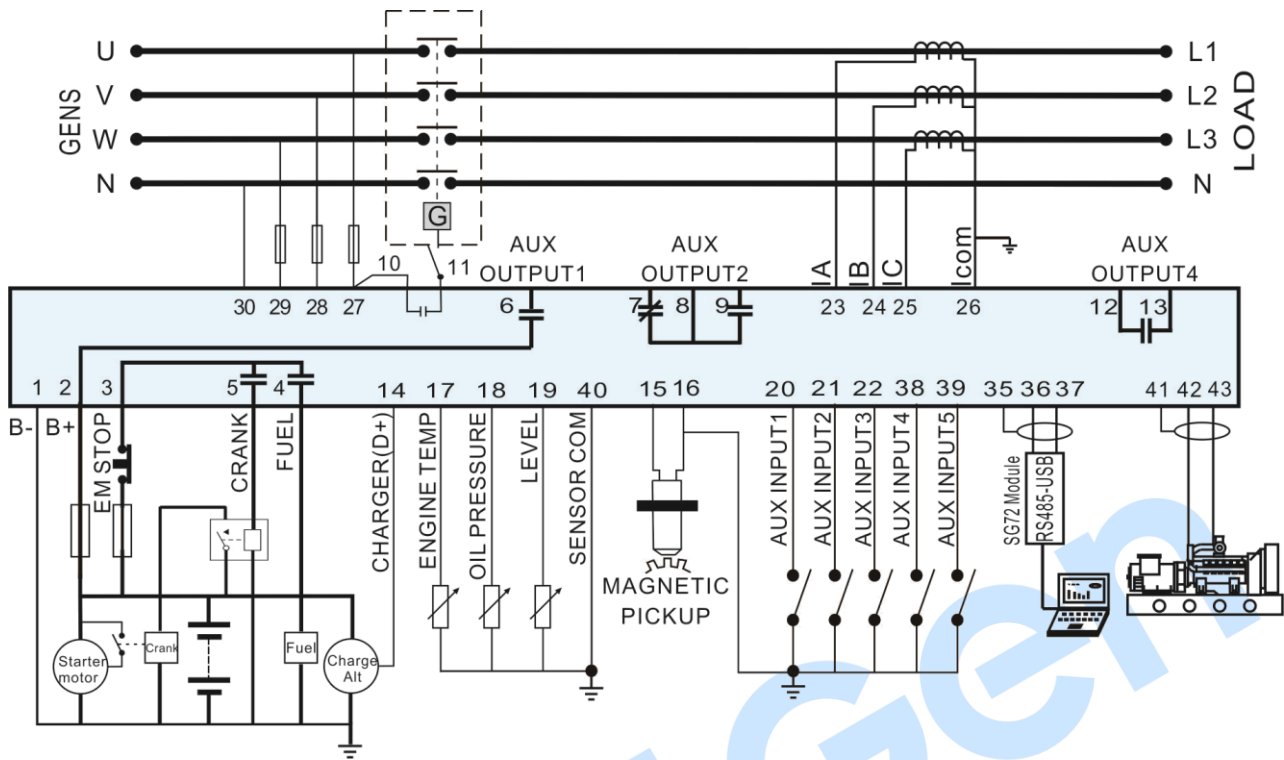 U
L1
V
L2
W
L3
N
N
GENS
LOAD
G
10
11
AUX
OUTPUT1
AUX
OUTPUT2
IA
IB
IC
Icom
AUX
OUTPUT4
30
29
28
27
6
7
8
9
23
24
25
26
12
13
1
2
3
5
4
14
17
18
19
40
15
16
20
21
22
38
39
35
36
37
41
42
43
B-
B+
EM STOP
CRANK
FUEL
CHARGER(D+)
ENGINE TEMP
OIL PRESSURE
LEVEL
SENSOR COM
MAGNETIC
PICKUP
AUX INPUT1
AUX INPUT2
AUX INPUT3
AUX INPUT4
AUX INPUT5
SG72 Module
RS485-USB
Starter
motor
Crank
Fuel
Charge
Alt